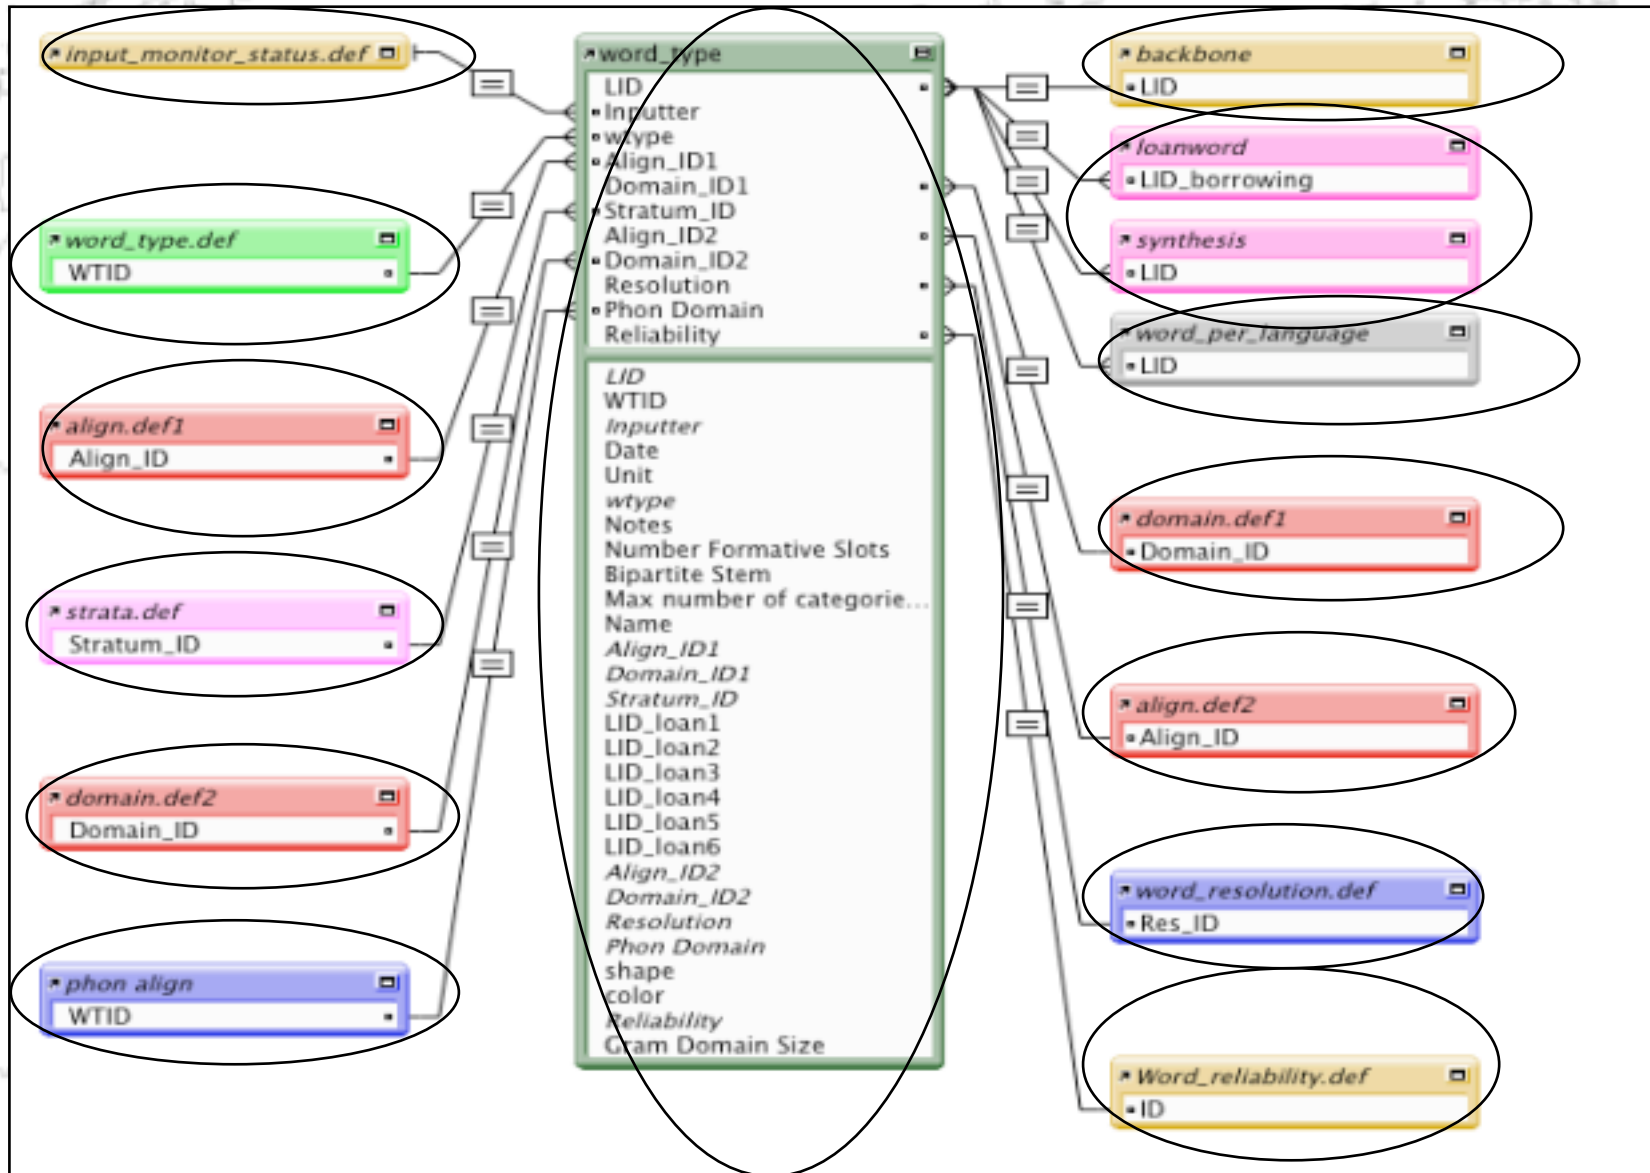 input_monitor_status.def
word_type.def
WTID
align.def1
Align_ID
strata.def
Stratum_ID
domain.def2
Domain_ID
phon align
WTID
word_type
LID
Inputter
wtype
Align_ID1
Domain_ID1
Stratum_ID
Align_ID2
Domain_ID2
Resolution
Phon Domain
Reliability
LID
WTID
Inputter
Date
Unit
wtype
Notes
Number Formative Slots
Bipartite Stem
Max number of categorie...
Name
Align_ID1
Domain_ID1
Stratum_ID
LID_loan1
LID_loan2
LID_loan3
LID_loan4
LID_loan5
LID_loan6
Align_ID2
Domain_ID2
Resolution
Phon Domain
shape
color
Reliability
Gram Domain Size
backbone
LID
loanword
LID_borrowing
synthesis
LID
word_per_language
LID
domain.def1
Domain_ID
align.def2
Align_ID
word_resolution.def
Res_ID
Word_reliability.def
ID